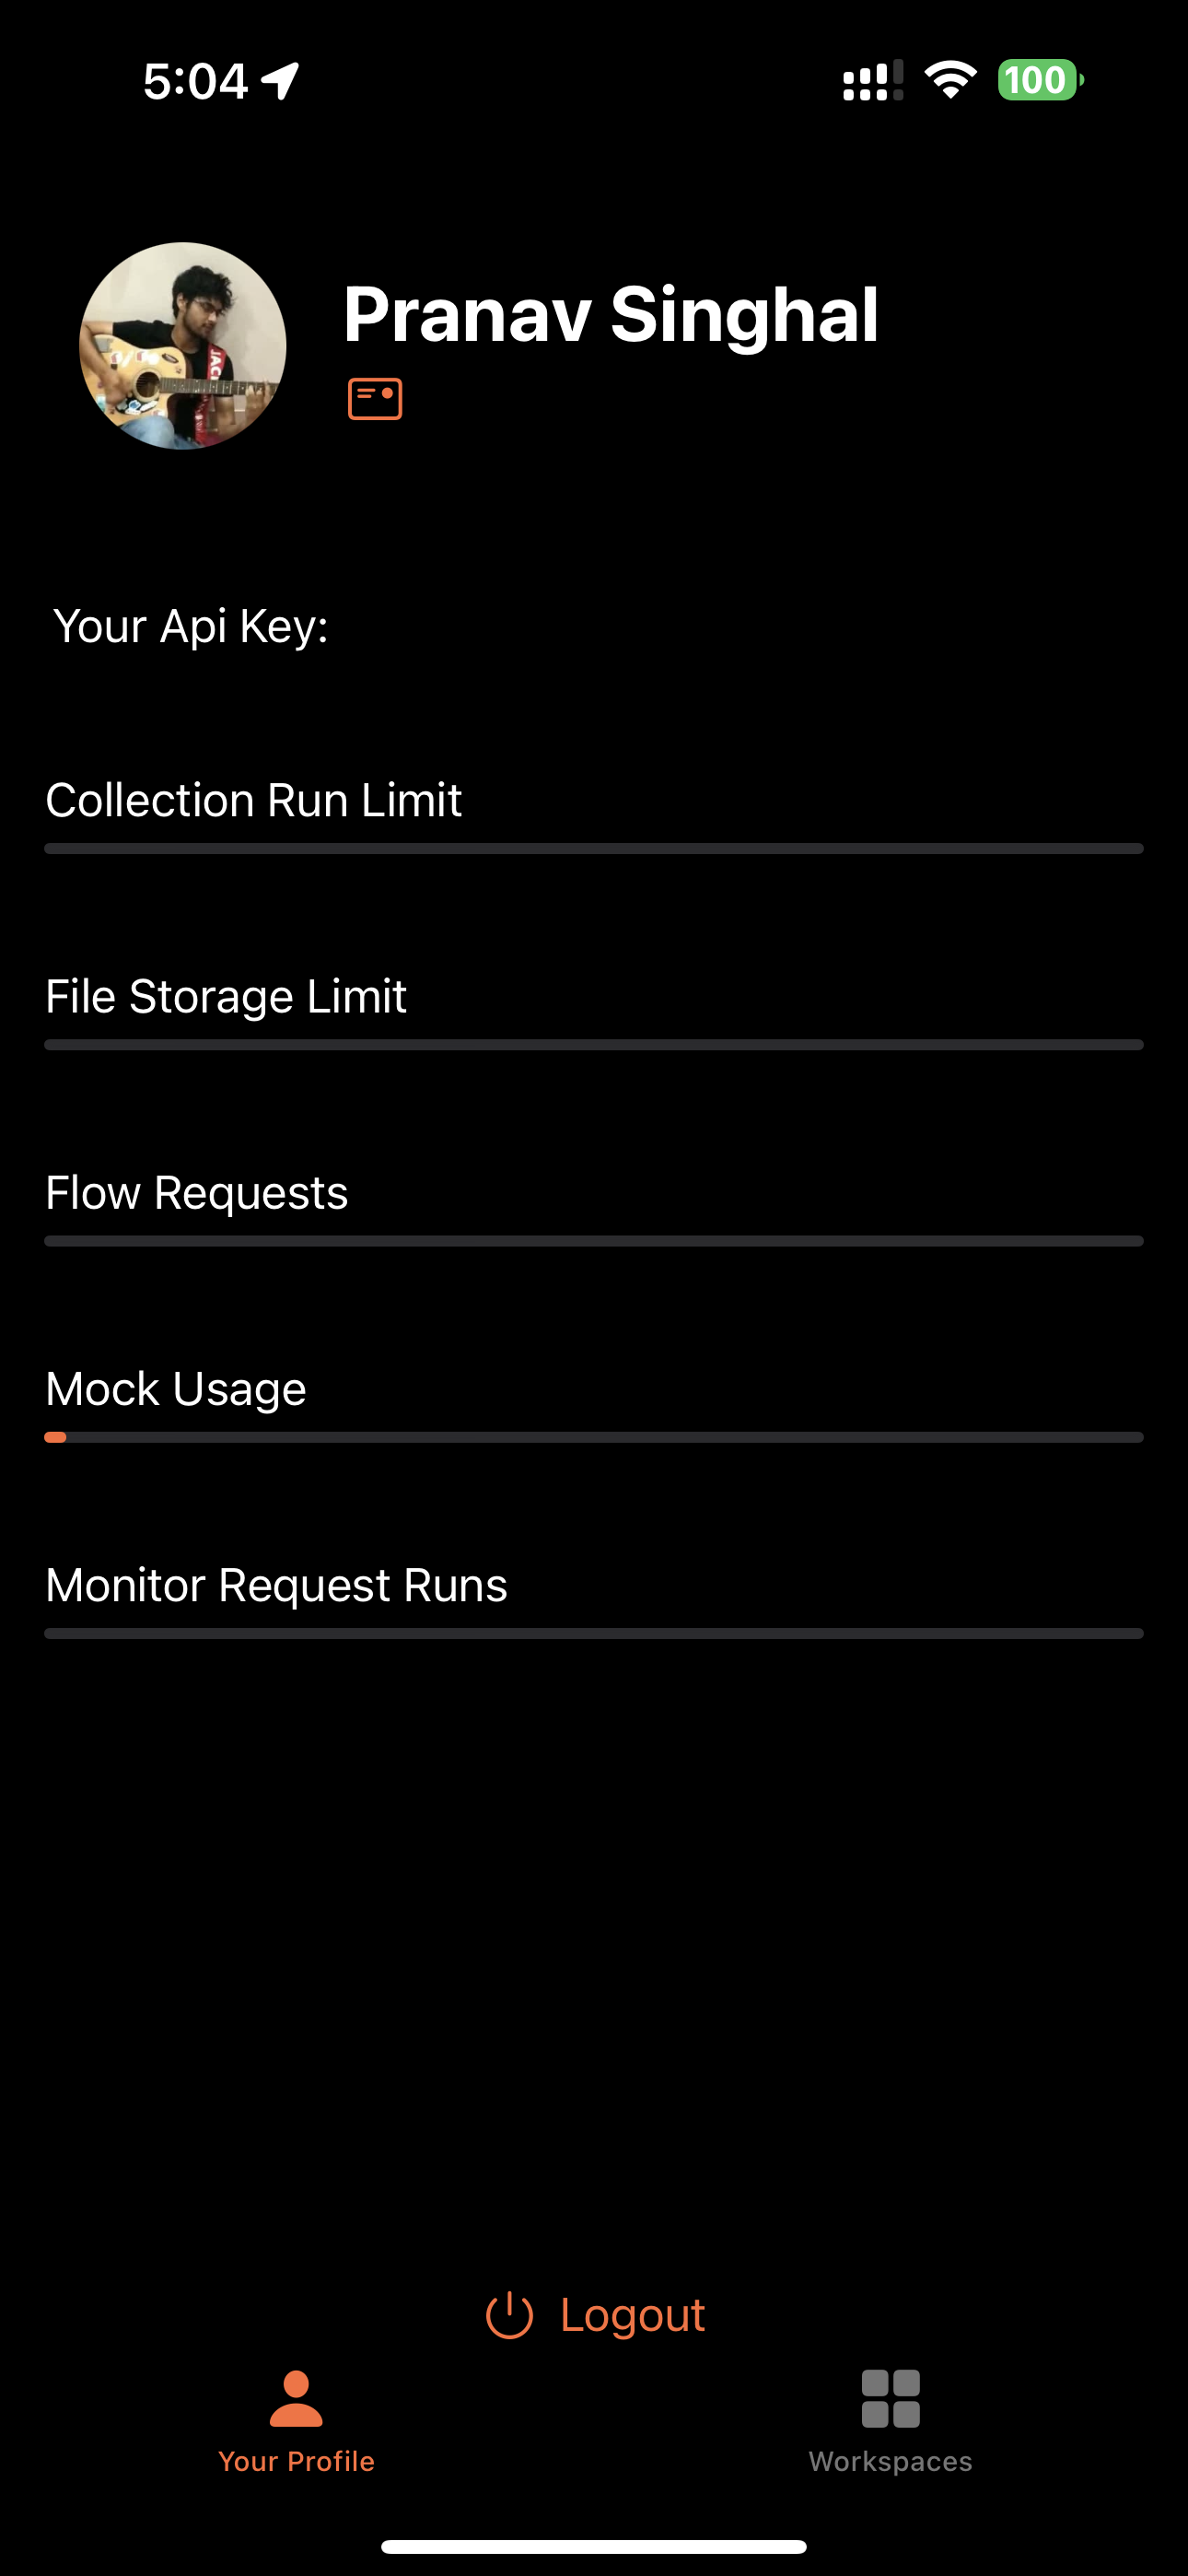 5:04
100
Pranav Singhal
Your Api Key:
Collection Run Limit
File Storage Limit
Flow Requests
Mock Usage
Monitor Request Runs
Logout
Your Profile
Workspaces